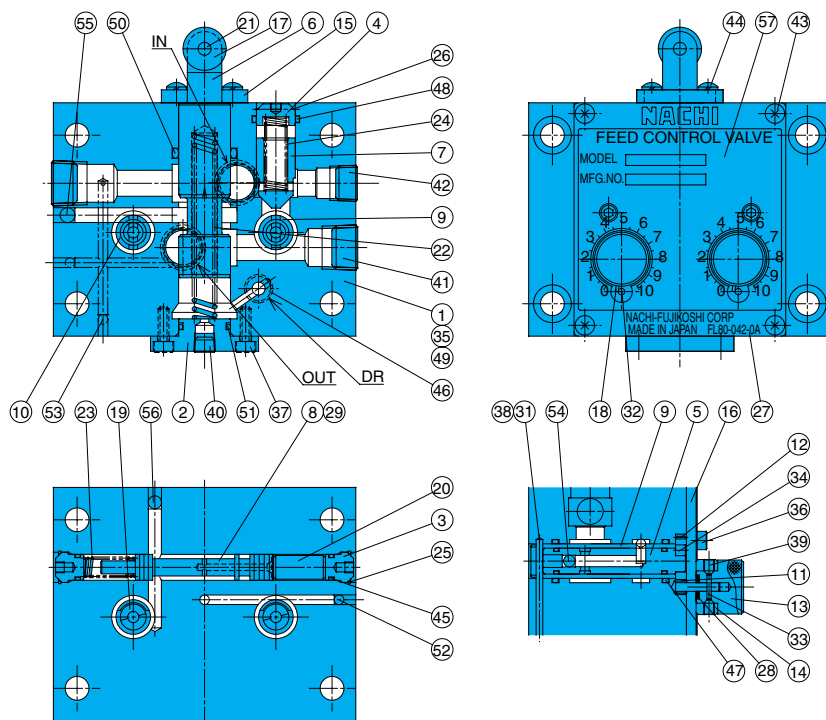 55 50 IN 21 17 6 15 4
26
48
24
7
42
9
22
41
1
35
49
46
10 53 2 40 51 37 OUT DR
44 57 43
NACHI
FEED CONTROL VALVE
MODEL
MFG.NO.
0 1 2 3 4 5 6 7 8 9 10
0 1 2 3 4 5 6 7 8 9 10
NACHI-FUJIKOSHI CORP
MADE IN JAPAN FL80-042-0A
18 32 27
23 19 56 8 29
20
3
25
45
52
38 31 54 9 5 16
12
34
36
39
11
13
33
14
28
47